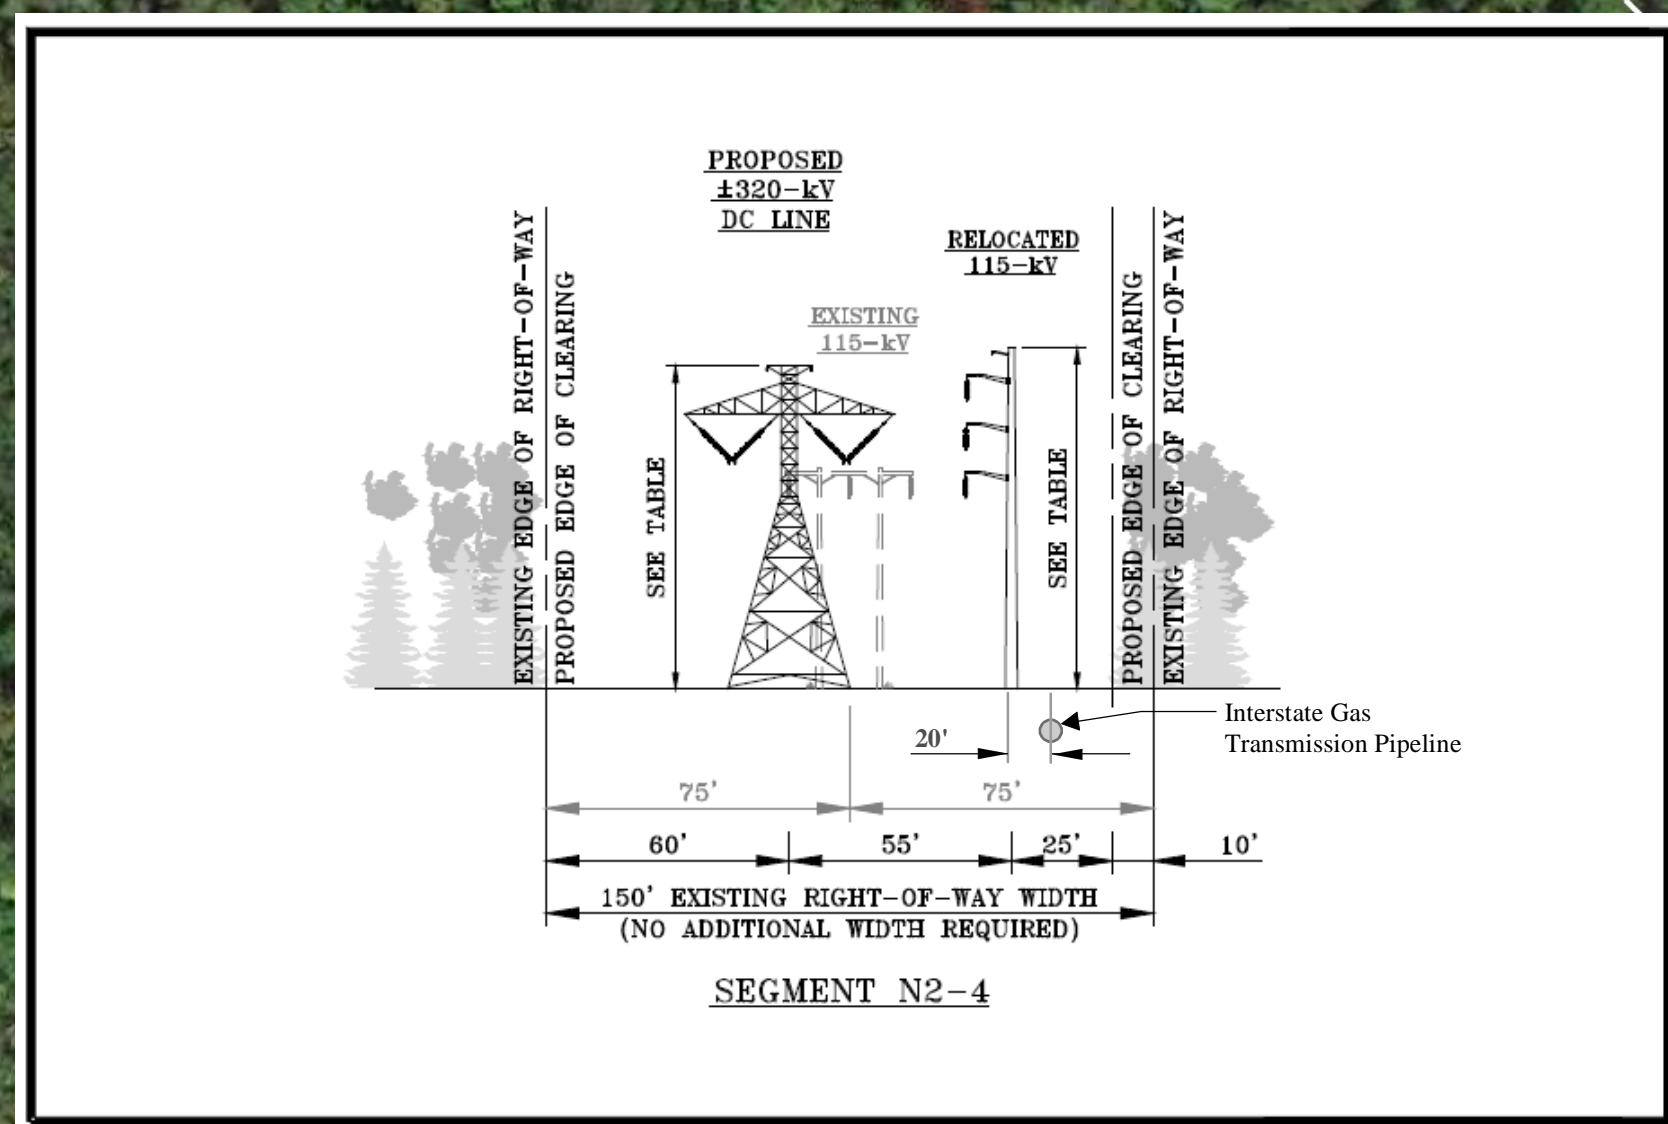 PROPOSED
±320-kV
DC LINE
RELOCATED
115-kV
EXISTING
115-kV
EXISTING EDGE OF RIGHT-OF-WAY
PROPOSED EDGE OF CLEARING
SEE TABLE
SEE TABLE
PROPOSED EDGE OF CLEARING
EXISTING EDGE OF RIGHT-OF-WAY
Interstate Gas
Transmission Pipeline
20'
75'
75'
60'
55'
25'
10'
150' EXISTING RIGHT-OF-WAY WIDTH
(NO ADDITIONAL WIDTH REQUIRED)
SEGMENT N2-4